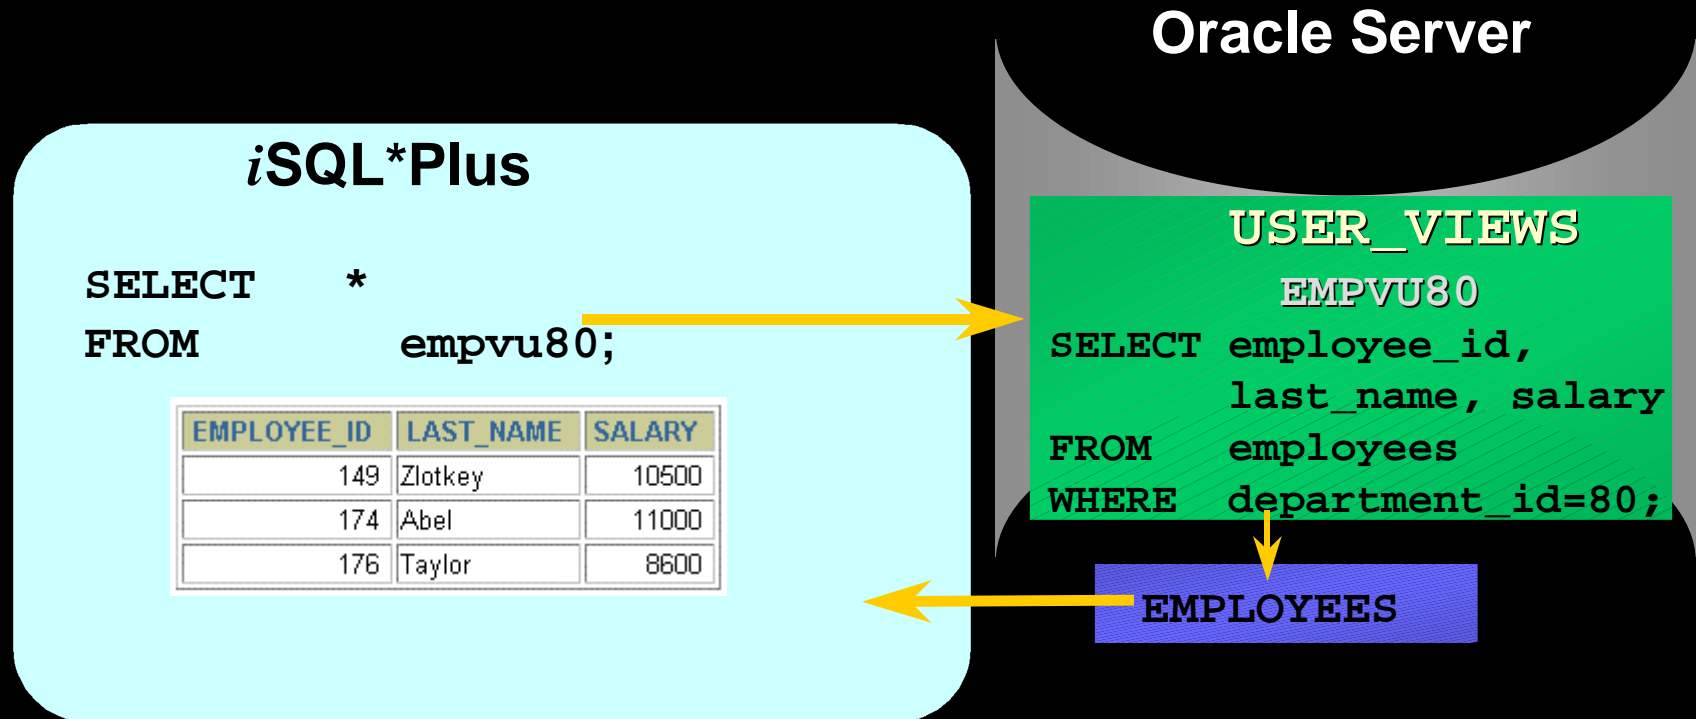 Oracle Server
iSQL*Plus
SELECT *
FROM empvu80;
EMPLOYEE_ID LAST_NAME SALARY
149 Zlotkey 10500
174 Abel 11000
176 Taylor 8600
USER_VIEWS
EMPVU80
SELECT employee_id,
last_name, salary
FROM employees
WHERE department_id=80;
EMPLOYEES